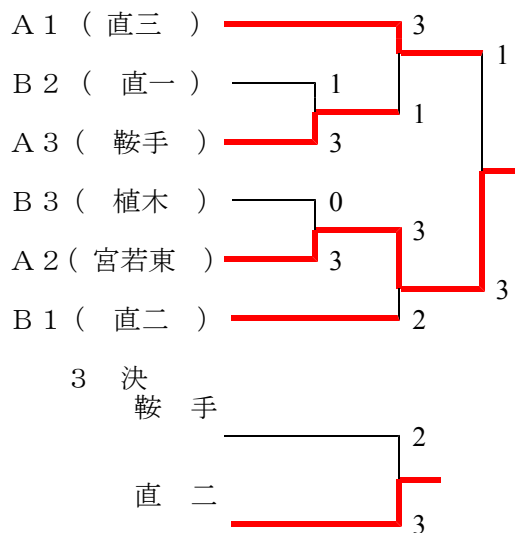 A1 ( 直三 ) 3
1
B2 ( 直一 ) 1
1
A3 ( 鞍手 ) 3
B3 ( 植木 ) 0
3
A2 ( 宮若東 ) 3
3
B1 ( 直二 ) 2
3 決
鞍 手
2
直 二
3